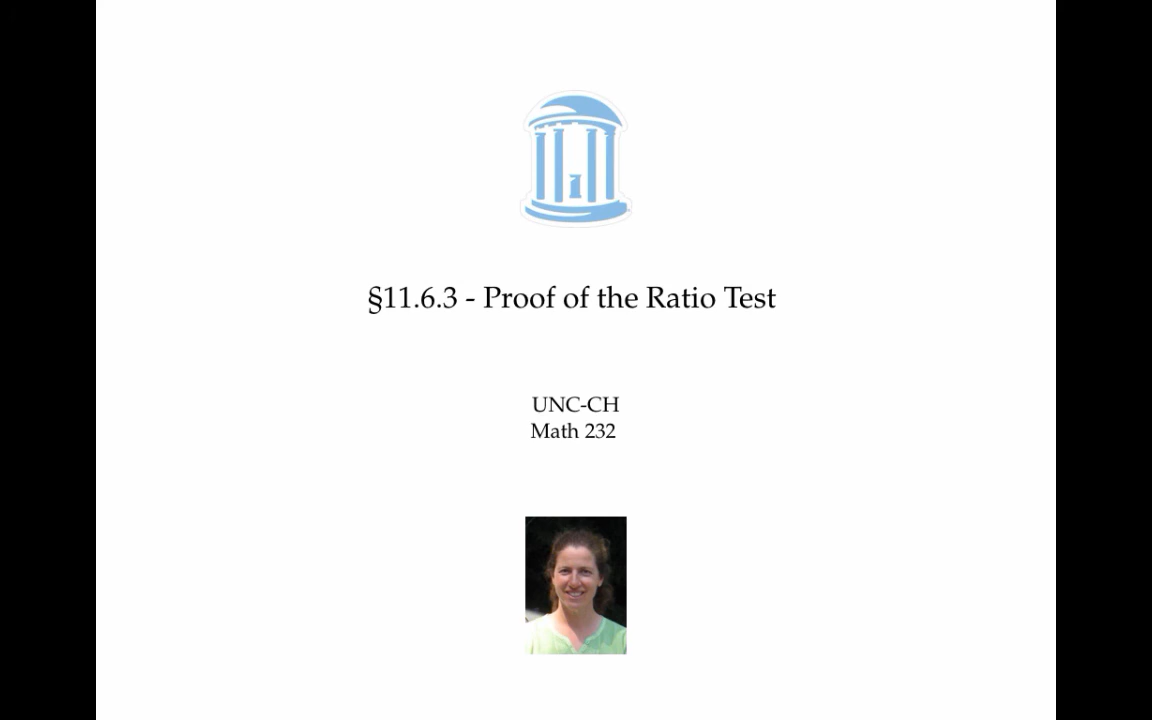 §11.6.3 - Proof of the Ratio Test
UNC-CH
Math 232